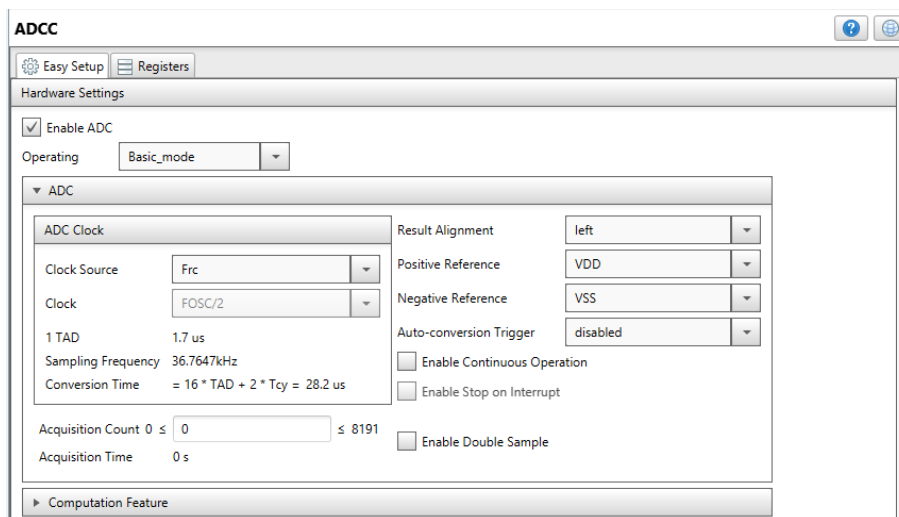 ADCC
Easy Setup Registers
Hardware Settings
Enable ADC
Operating Basic_mode
ADC
ADC Clock
Clock Source Frc
Clock FOSC/2
1 TAD 1.7 us
Sampling Frequency 36.7647kHz
Conversion Time = 16 * TAD + 2 * Tcy = 28.2 us
Acquisition Count 0 ≤ 0 ≤ 8191
Acquisition Time 0 s
Result Alignment left
Positive Reference VDD
Negative Reference VSS
Auto-conversion Trigger disabled
Enable Continuous Operation
Enable Stop on Interrupt
Enable Double Sample
Computation Feature